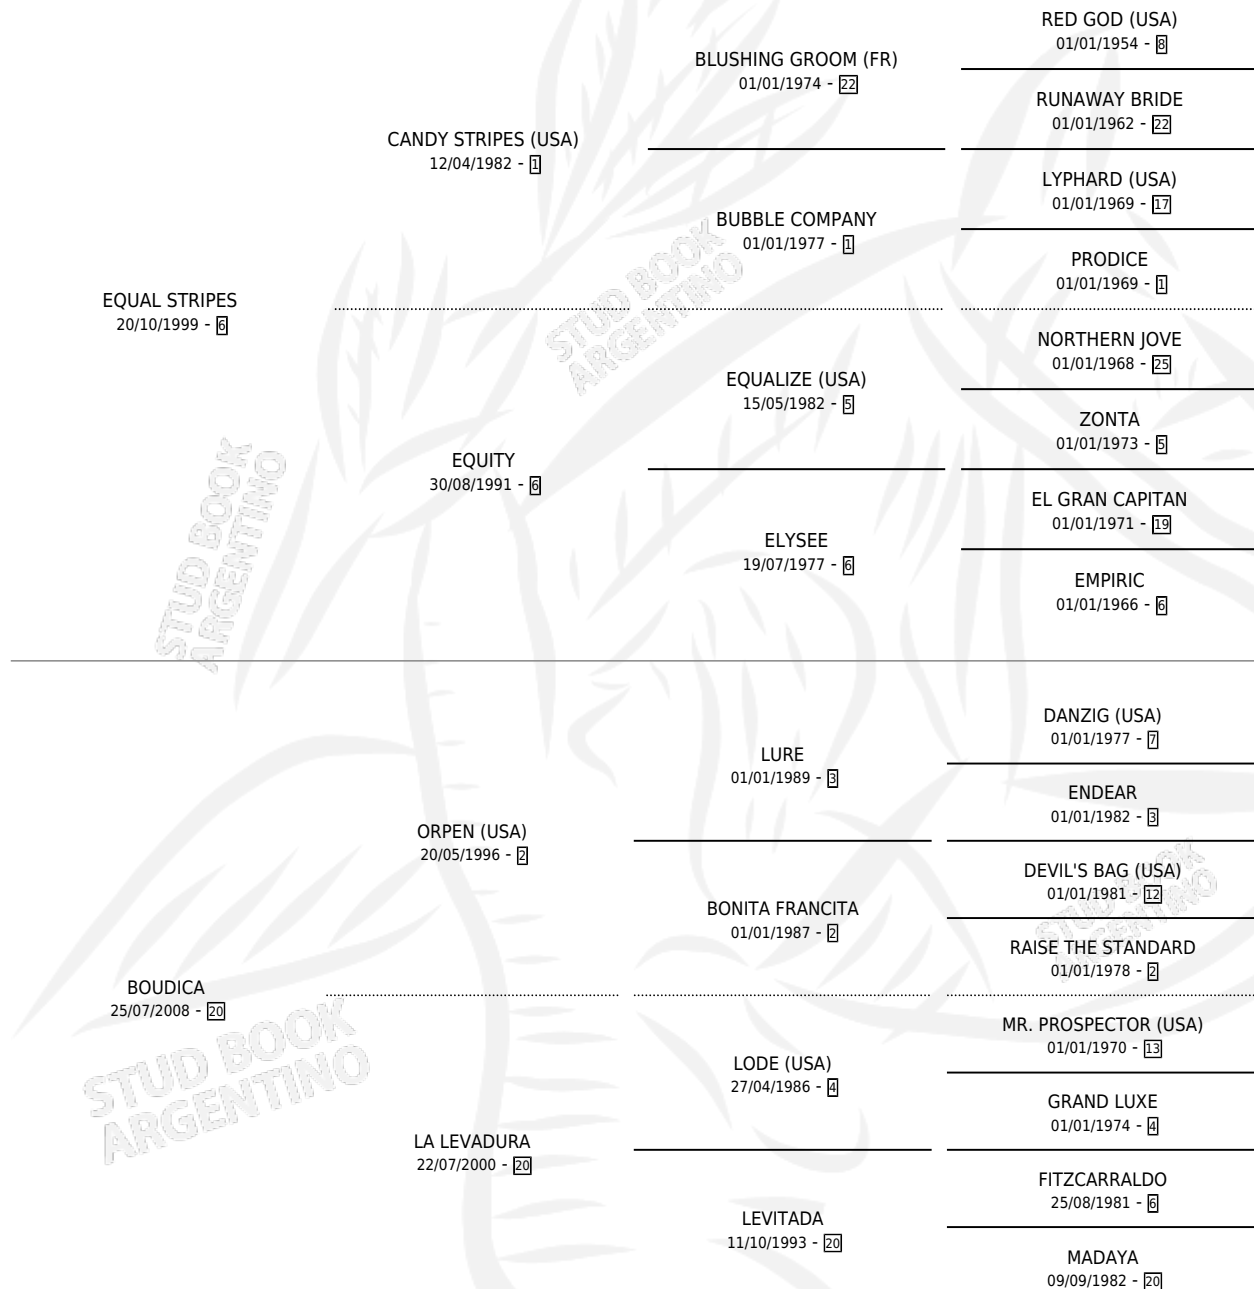 RED GOD (USA)
01/01/1954 - 8
BLUSHING GROOM (FR)
01/01/1974 - 22
RUNAWAY BRIDE
01/01/1962 - 22
CANDY STRIPES (USA)
12/04/1982 - 1
LYPHARD (USA)
01/01/1969 - 17
BUBBLE COMPANY
01/01/1977 - 1
PRODICE
01/01/1969 - 1
EQUAL STRIPES
20/10/1999 - 6
NORTHERN JOVE
01/01/1968 - 25
EQUALIZE (USA)
15/05/1982 - 5
ZONTA
01/01/1973 - 5
EQUITY
30/08/1991 - 6
EL GRAN CAPITAN
01/01/1971 - 19
ELYSEE
19/07/1977 - 6
EMPIRIC
01/01/1966 - 6
STUD BOOK
ARGENTINO
STUD BOOK
ARGENTINO
DANZIG (USA)
01/01/1977 - 7
LURE
01/01/1989 - 3
ENDEAR
01/01/1982 - 3
ORPEN (USA)
20/05/1996 - 2
DEVIL'S BAG (USA)
01/01/1981 - 12
BONITA FRANCITA
01/01/1987 - 2
RAISE THE STANDARD
01/01/1978 - 2
BOUDICA
25/07/2008 - 20
MR. PROSPECTOR (USA)
01/01/1970 - 13
LODE (USA)
27/04/1986 - 4
GRAND LUXE
01/01/1974 - 4
LA LEVADURA
22/07/2000 - 20
FITZCARRALDO
25/08/1981 - 6
LEVITADA
11/10/1993 - 20
MADAYA
09/09/1982 - 20
STUD BOOK
ARGENTINO
STUD BOOK
ARGENTINO